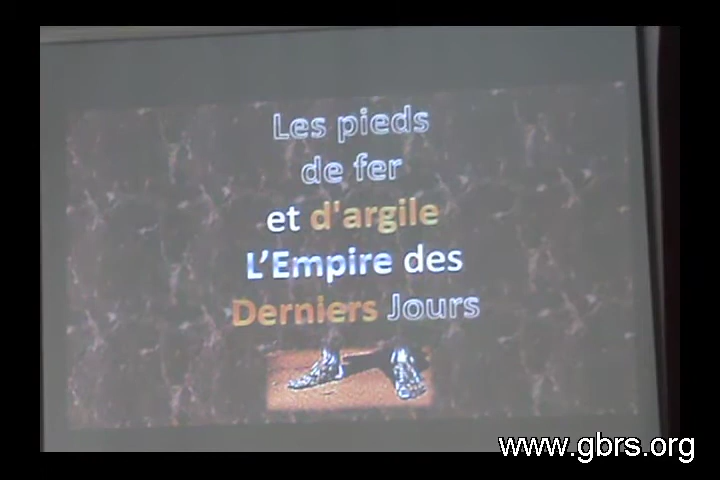 Les pieds
de fer
et d'argile
L'Empire des
Derniers Jours
www.gbrs.org